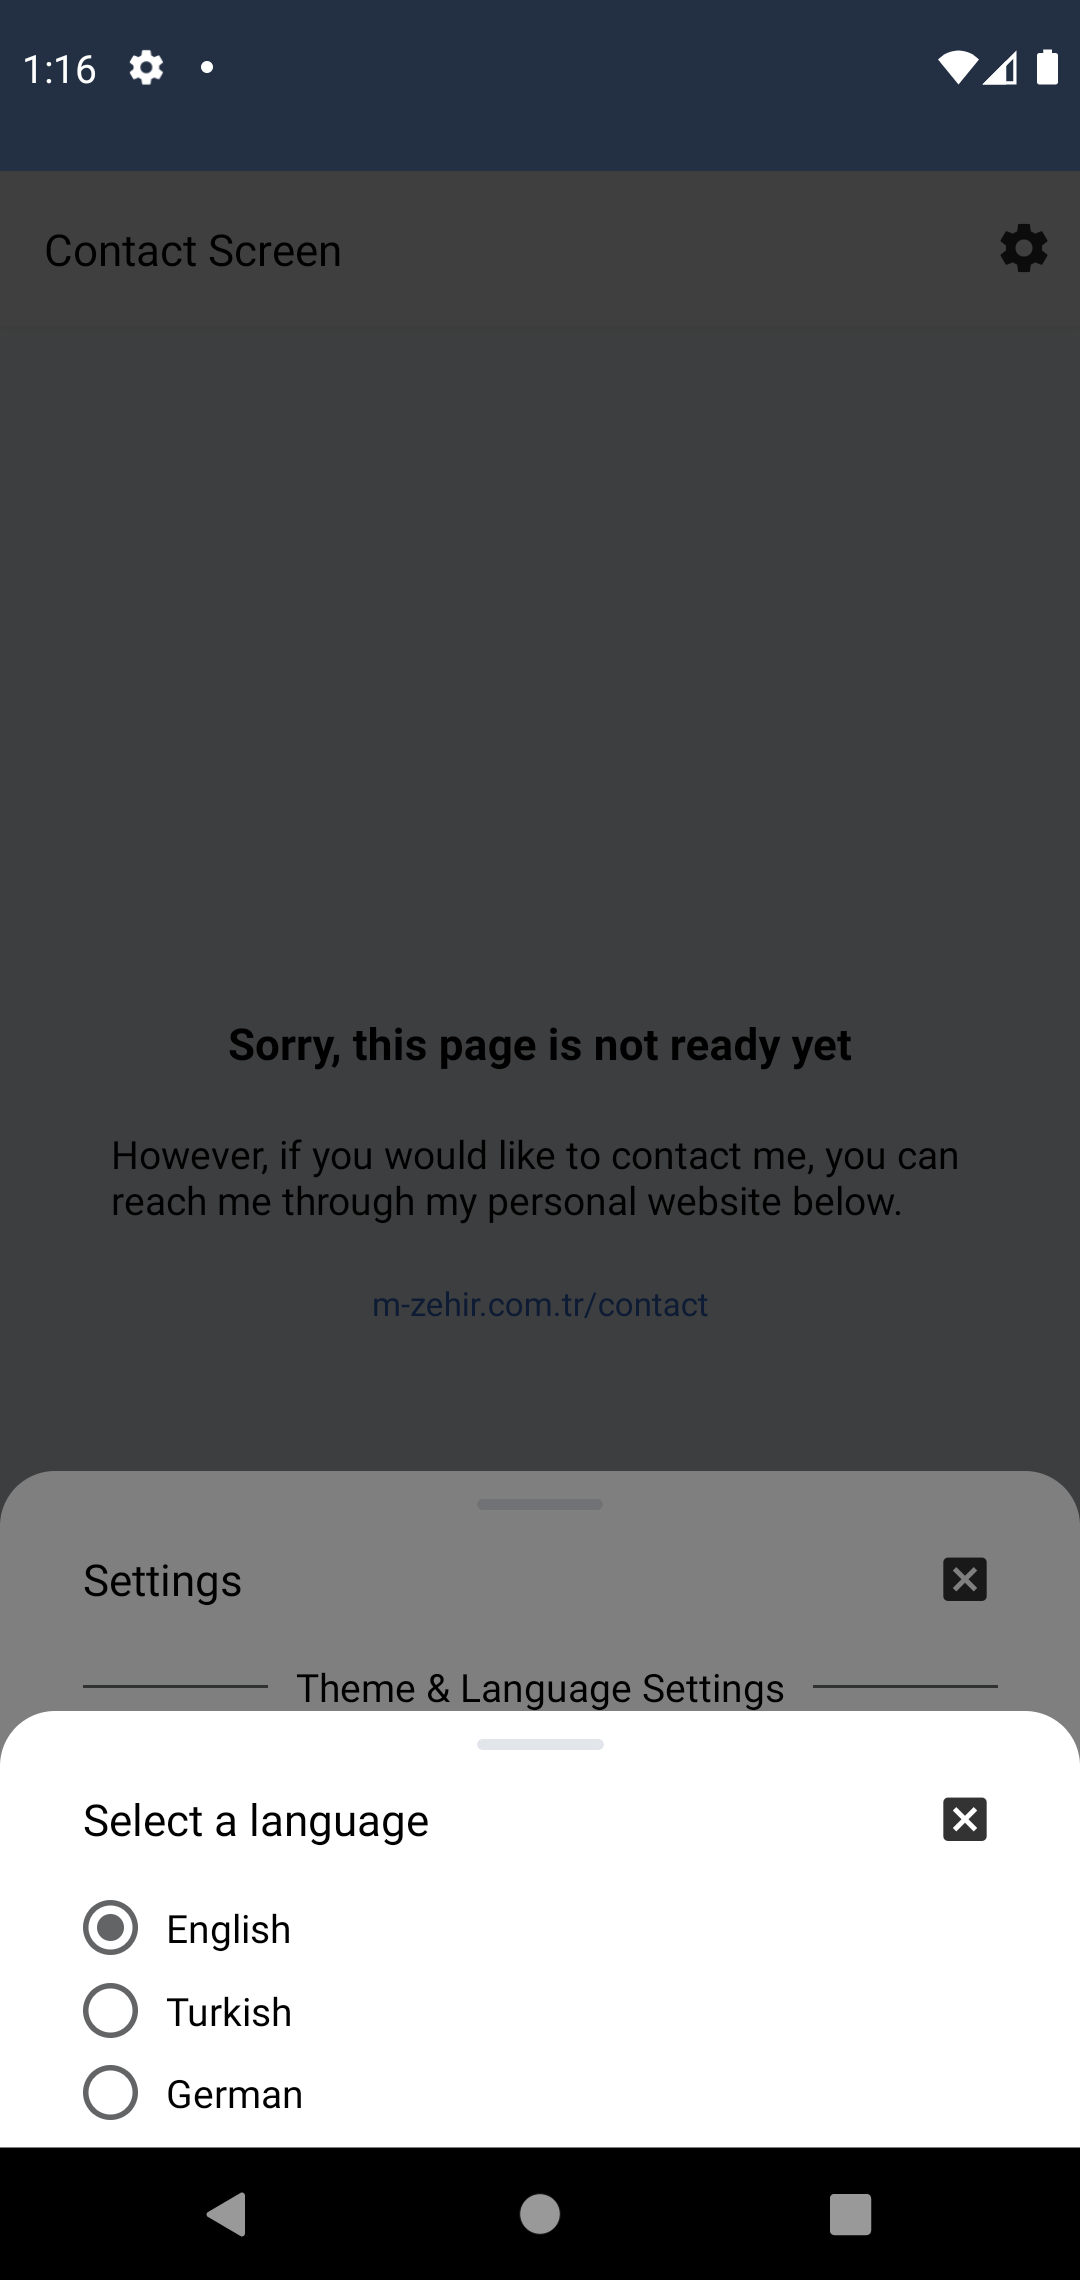 1:16
Contact Screen
Sorry, this page is not ready yet
However, if you would like to contact me, you can
reach me through my personal website below.
m-zehir.com.tr/contact
Settings
Theme & Language Settings
Select a language
English
Turkish
German